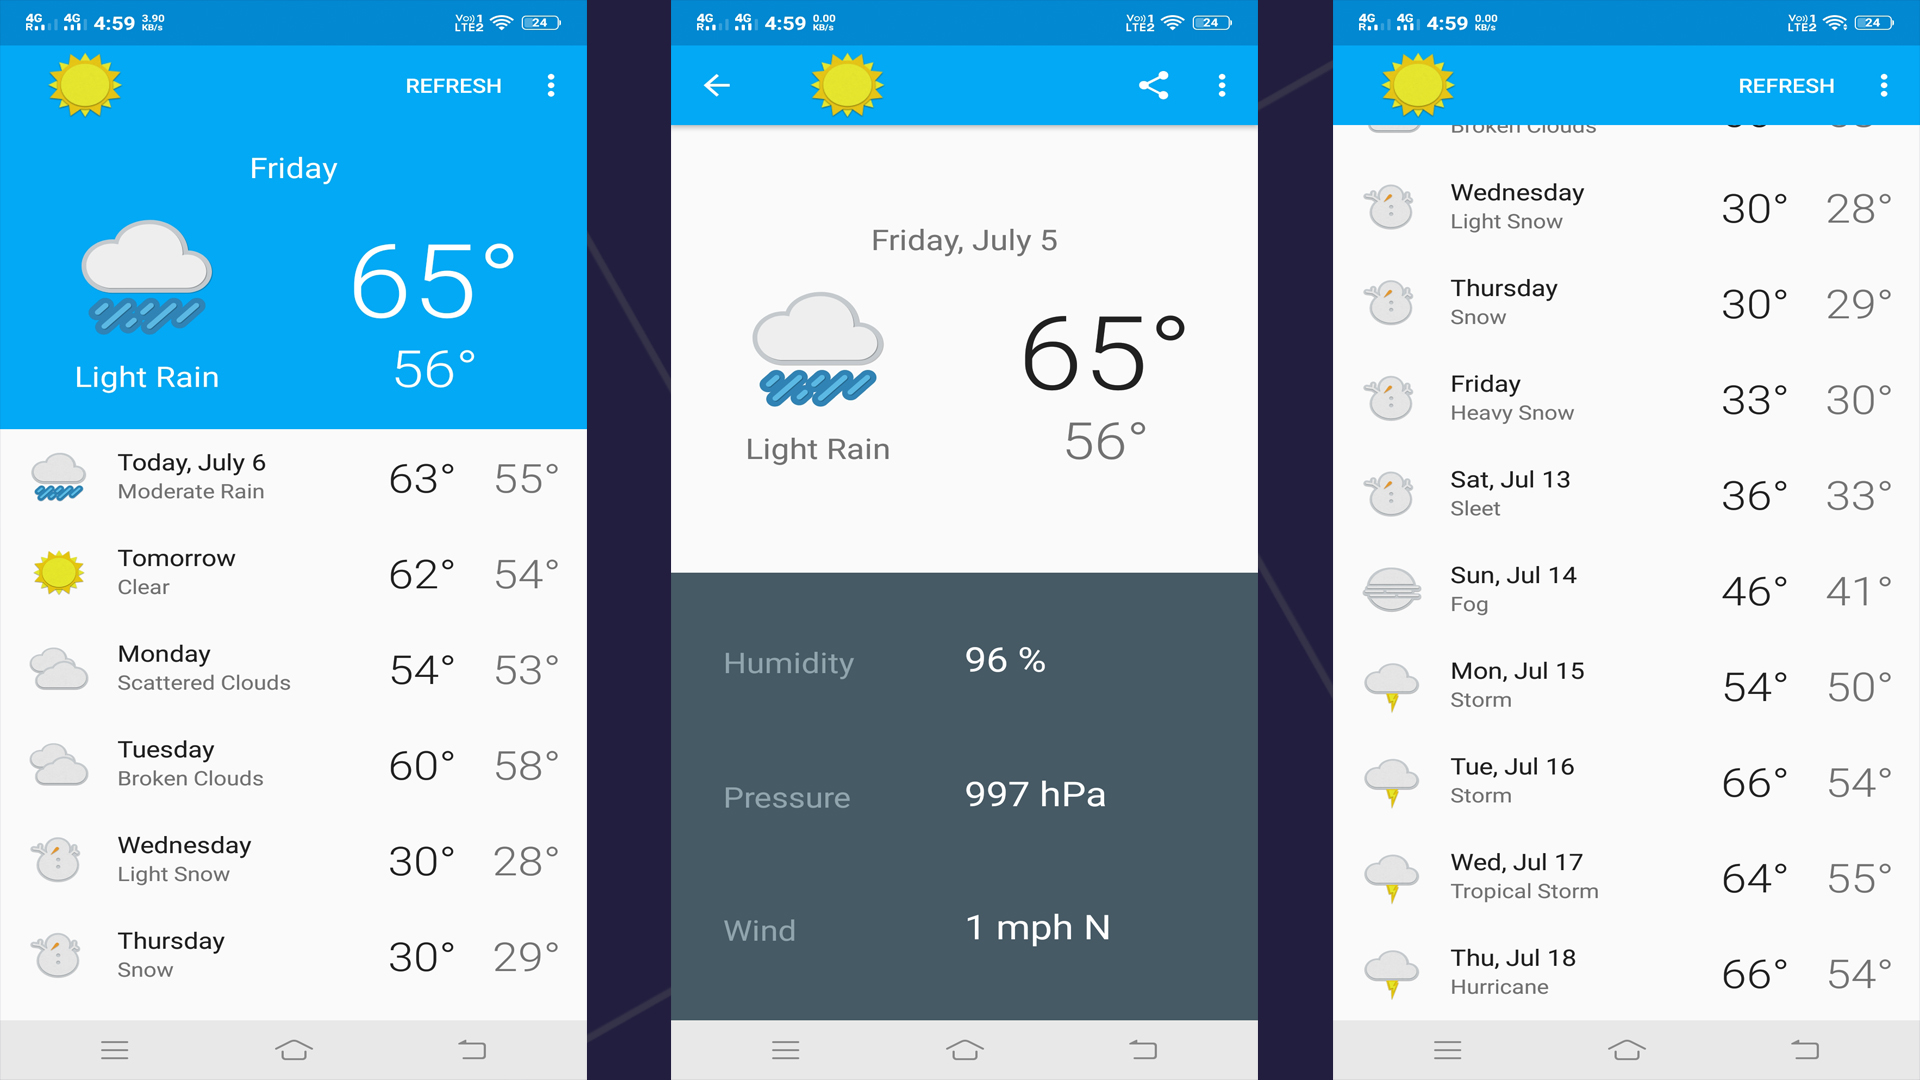 4G R 4G 4:59 3.90 KB/s Vo)) 1 LTE2 24
REFRESH
Friday
65°
56°
Light Rain
Today, July 6
Moderate Rain
63° 55°
Tomorrow
Clear
62° 54°
Monday
Scattered Clouds
54° 53°
Tuesday
Broken Clouds
60° 58°
Wednesday
Light Snow
30° 28°
Thursday
Snow
30° 29°
4G R 4G 4:59 0.00 KB/s Vo)) 1 LTE2 24
Friday, July 5
65°
56°
Light Rain
Humidity 96 %
Pressure 997 hPa
Wind 1 mph N
4G R 4G 4:59 0.00 KB/s Vo)) 1 LTE2 24
REFRESH
Broken Clouds
Wednesday
Light Snow
30° 28°
Thursday
Snow
30° 29°
Friday
Heavy Snow
33° 30°
Sat, Jul 13
Sleet
36° 33°
Sun, Jul 14
Fog
46° 41°
Mon, Jul 15
Storm
54° 50°
Tue, Jul 16
Storm
66° 54°
Wed, Jul 17
Tropical Storm
64° 55°
Thu, Jul 18
Hurricane
66° 54°